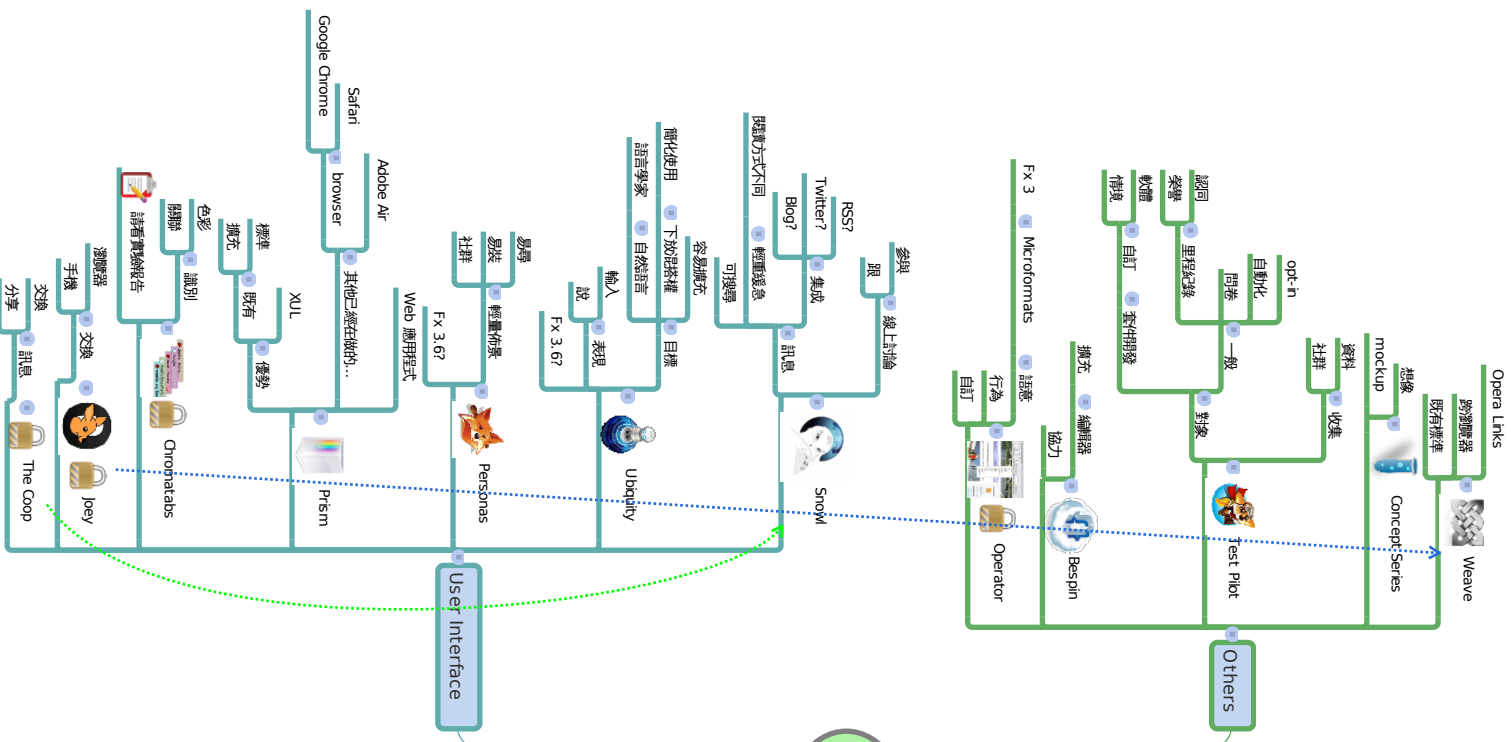 Opera Links
跨瀏覽器
既有標準
Weave
想像
mockup
Concept Series
資料
社群
收集
opt-in
自動化
問卷
一般
對象
Test Pilot
認同
榮譽
里程紀錄
軟體
情境
自訂
套件開發
擴充
編輯器
協力
Bespin
Fx 3
Microformats
語意
行為
自訂
Operator
Others
參與
跟
線上討論
RSS?
Twitter?
Blog?
集成
閱讀方式不同
輕重緩急
可搜尋
訊息
Snowl
容易擴充
簡化使用
下放混搭權
語言學家
自然語言
目標
輸入
說
表現
Fx 3.6?
Ubiquity
易尋
易裝
社群
輕量佈景
Fx 3.6?
Personas
Web 應用程式
Adobe Air
Safari
Google Chrome
browser
其他已經在做的...
XUL
標準
擴充
既有
優勢
Prism
色彩
關聯
識別
請看實驗報告
Chromatabs
瀏覽器
手機
交換
Joey
交換
分享
訊息
The Coop
User Interface